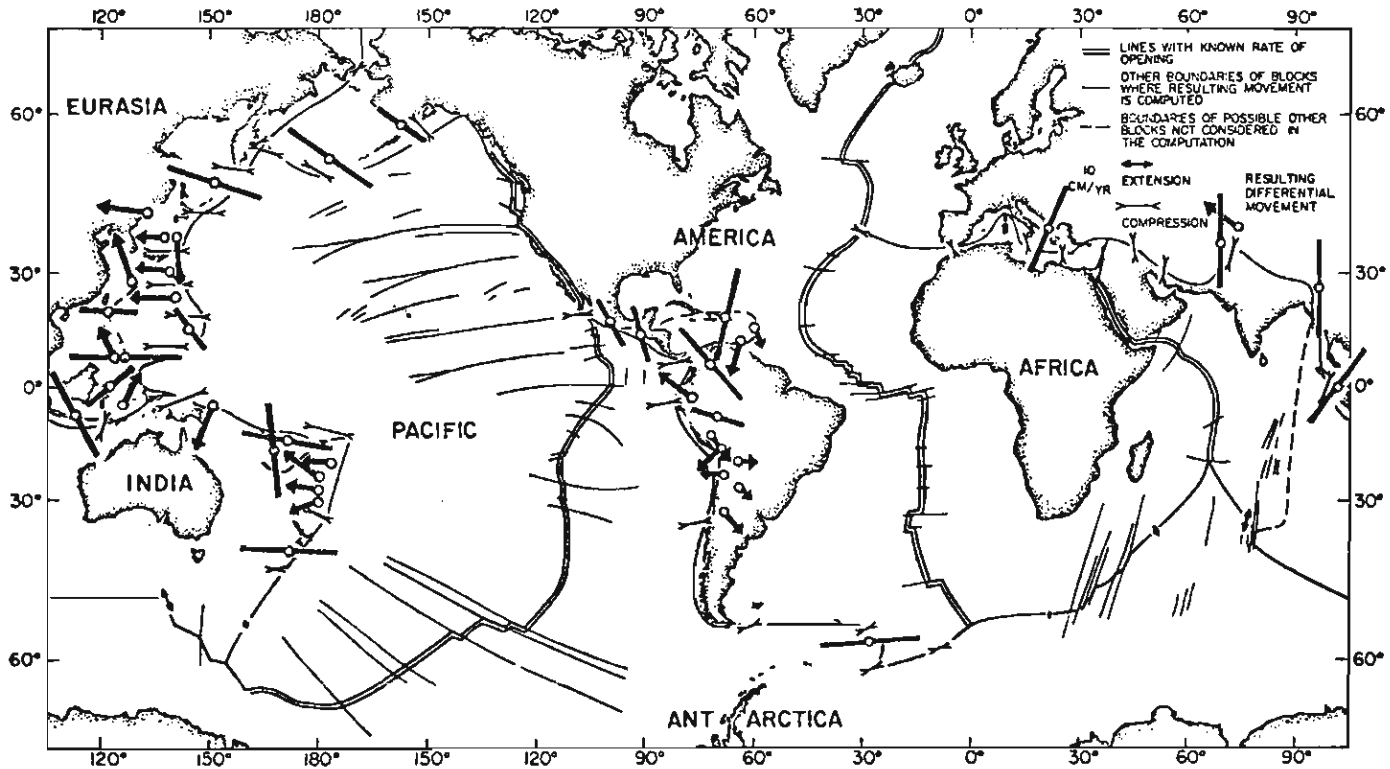 120° 150° 180° 150° 120° 90° 60° 30° 0° 30° 60° 90°
LINES WITH KNOWN RATE OF
OPENING
OTHER BOUNDARIES OF BLOCKS
WHERE RESULTING MOVEMENT
IS COMPUTED
BOUNDARIES OF POSSIBLE OTHER
BLOCKS NOT CONSIDERED IN
THE COMPUTATION
10
CM/YR
EXTENSION
COMPRESSION
RESULTING
DIFFERENTIAL
MOVEMENT
EURASIA
60° 60°
AMERICA
30° 30°
AFRICA
0° 0°
PACIFIC
INDIA
30° 30°
60° 60°
ANT ARCTICA
120° 150° 180° 150° 120° 90° 60° 30° 0° 30° 60° 90°